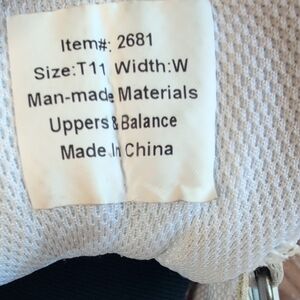 Item#: 2681
Size:T11 Width:W
Man-made Materials
Uppers & Balance
Made In China